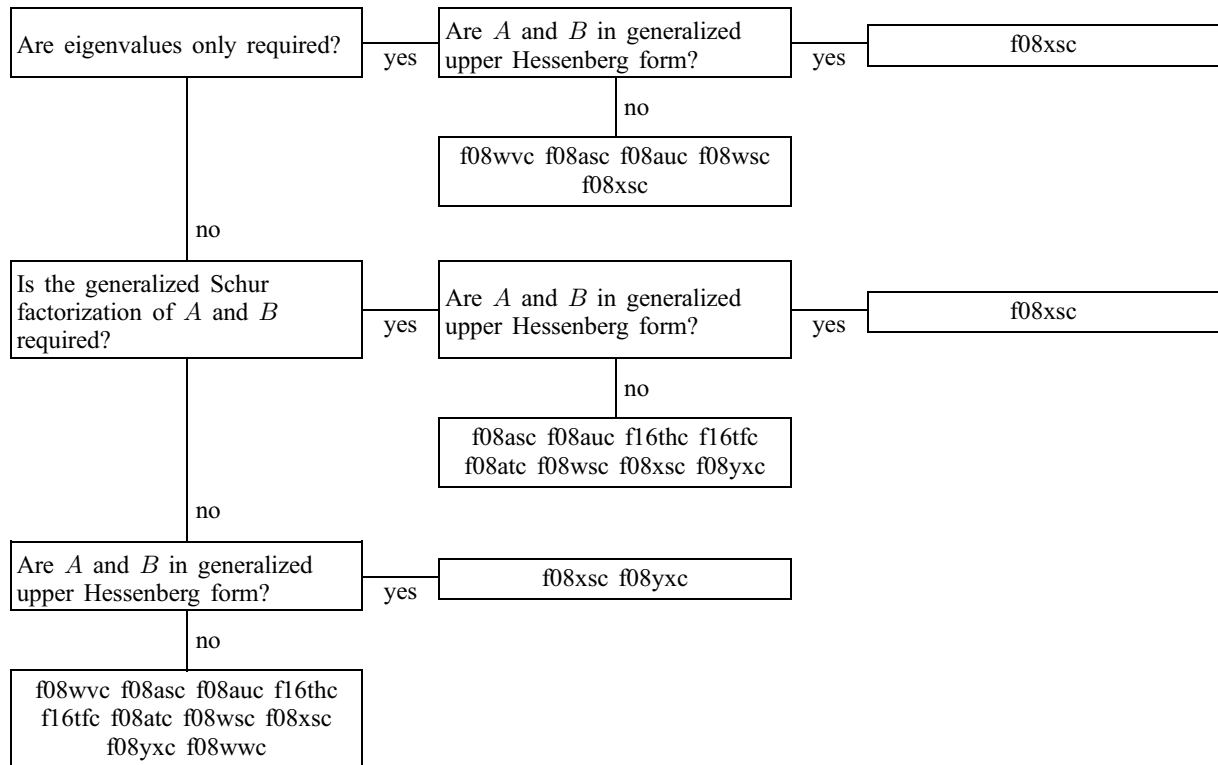 Are eigenvalues only required?
yes
Are A and B in generalized
upper Hessenberg form?
yes
f08xsc
no
f08wvc f08asc f08auc f08wsc
f08xsc
no
Is the generalized Schur
factorization of A and B
required?
yes
Are A and B in generalized
upper Hessenberg form?
yes
f08xsc
no
f08asc f08auc f16thc f16tfc
f08atc f08wsc f08xsc f08yxc
no
Are A and B in generalized
upper Hessenberg form?
yes
f08xsc f08yxc
no
f08wvc f08asc f08auc f16thc
f16tfc f08atc f08wsc f08xsc
f08yxc f08wwc